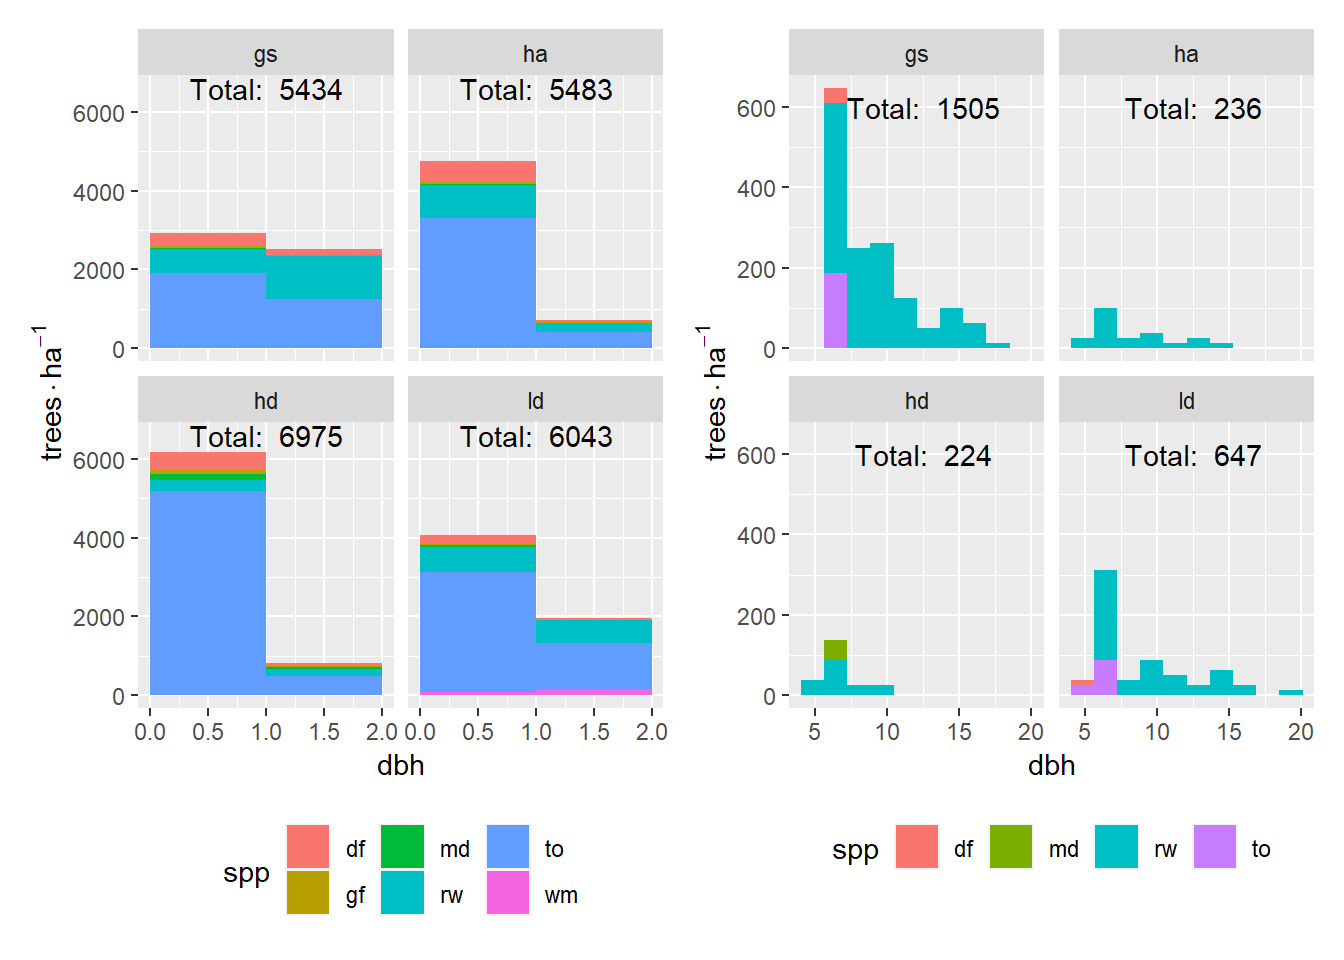 gs
ha
Total: 5434
Total: 5483
6000
4000
2000
0
hd
ld
Total: 6975
Total: 6043
6000
4000
2000
0
0.0 0.5 1.0 1.5 2.0
0.0 0.5 1.0 1.5 2.0
trees · ha⁻¹
dbh
spp
df
md
to
gf
rw
wm
gs
ha
Total: 1505
Total: 236
600
400
200
0
hd
ld
Total: 224
Total: 647
600
400
200
0
5 10 15 20
5 10 15 20
trees · ha⁻¹
dbh
spp
df
md
rw
to